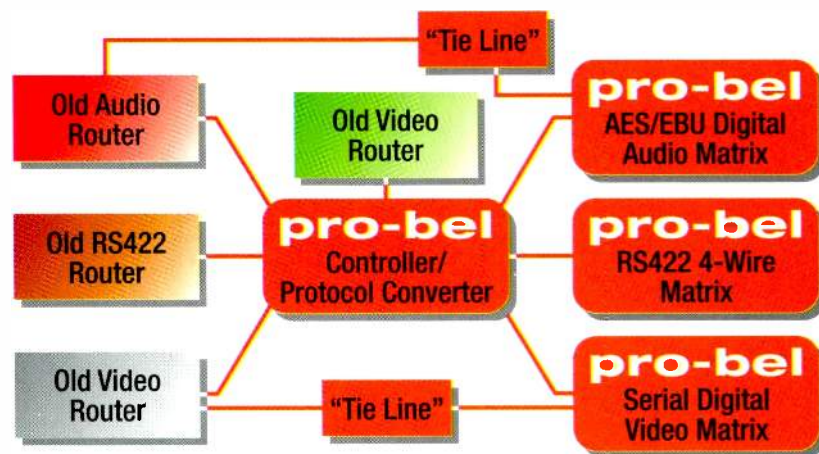 “Tie Line”
Old Audio
Router
Old Video
Router
pro-bel
AES/EBU Digital
Audio Matrix
Old RS422
Router
pro-bel
Controller/
Protocol Converter
pro-bel
RS422 4-Wire
Matrix
Old Video
Router
“Tie Line”
pro-bel
Serial Digital
Video Matrix